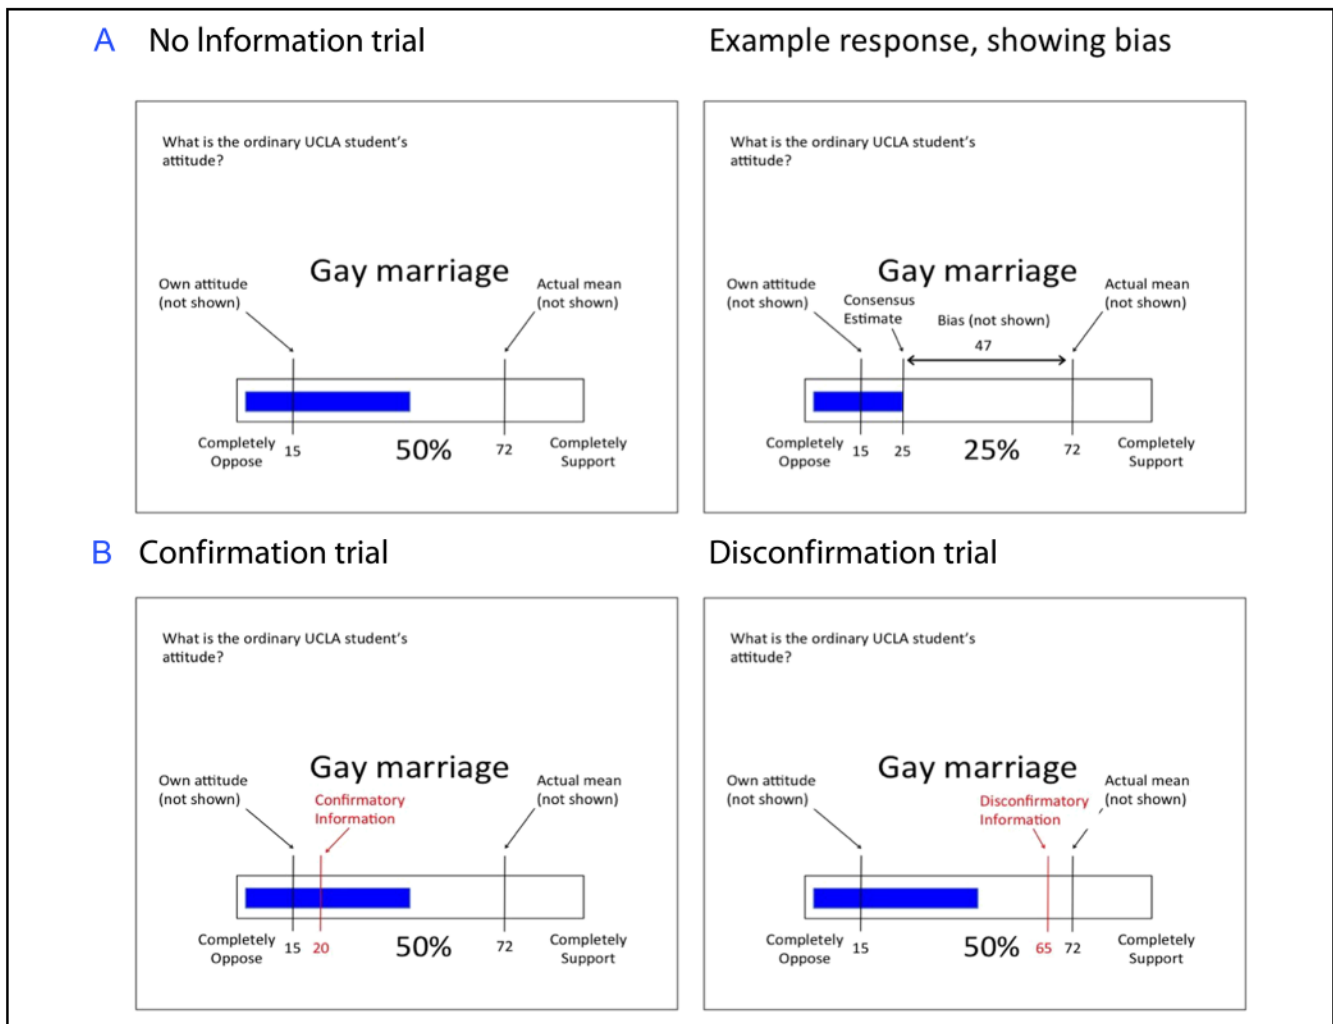 A No Information trial
Example response, showing bias
What is the ordinary UCLA student's
attitude?
Gay marriage
Own attitude
(not shown)
Actual mean
(not shown)
Completely
Oppose
15
50%
72
Completely
Support
What is the ordinary UCLA student's
attitude?
Gay marriage
Own attitude
(not shown)
Consensus
Estimate
Bias (not shown)
47
Actual mean
(not shown)
Completely
Oppose
15
25
25%
72
Completely
Support
B Confirmation trial
Disconfirmation trial
What is the ordinary UCLA student's
attitude?
Gay marriage
Own attitude
(not shown)
Confirmatory
Information
Actual mean
(not shown)
Completely
Oppose
15
20
50%
72
Completely
Support
What is the ordinary UCLA student's
attitude?
Gay marriage
Own attitude
(not shown)
Disconfirmatory
Information
Actual mean
(not shown)
Completely
Oppose
15
50%
65
72
Completely
Support